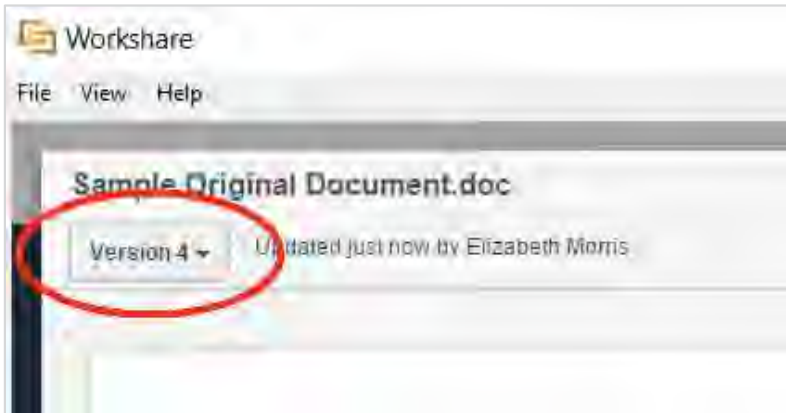 Workshare
File View Help
Sample Original Document.doc
Version 4 Updated just now by Elizabeth Morris